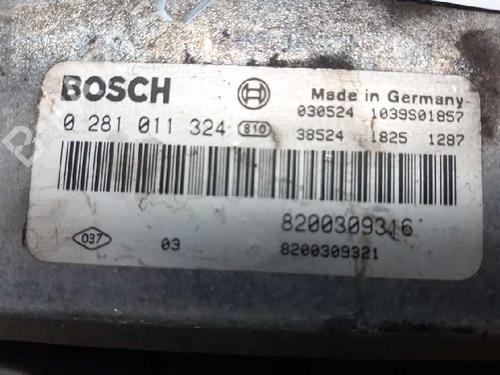 BOSCH
Made in Germany
030524 1039S01857
0 281 011 324 810
38524 1825 1287
8200309316
037 03 8200309321